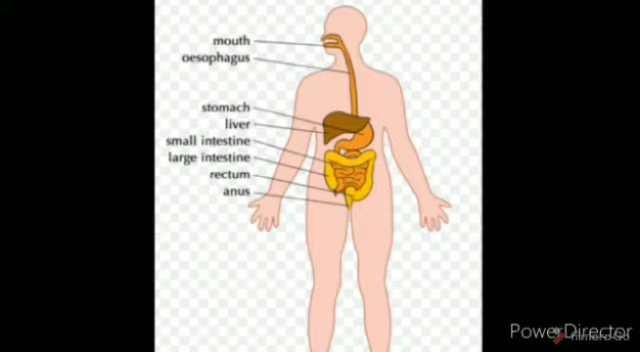 mouth
oesophagus
stomach
liver
small intestine
large intestine
rectum
anus
PowerDirector